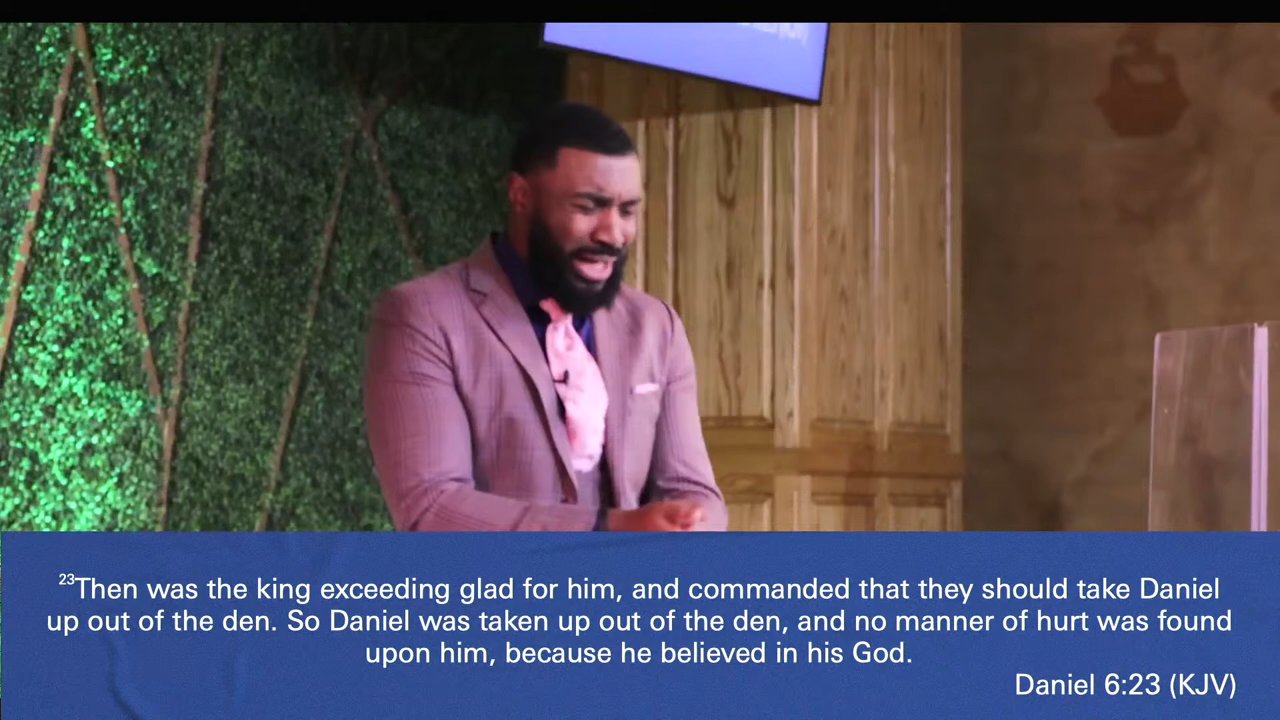 23Then was the king exceeding glad for him, and commanded that they should take Daniel
up out of the den. So Daniel was taken up out of the den, and no manner of hurt was found
upon him, because he believed in his God.
Daniel 6:23 (KJV)